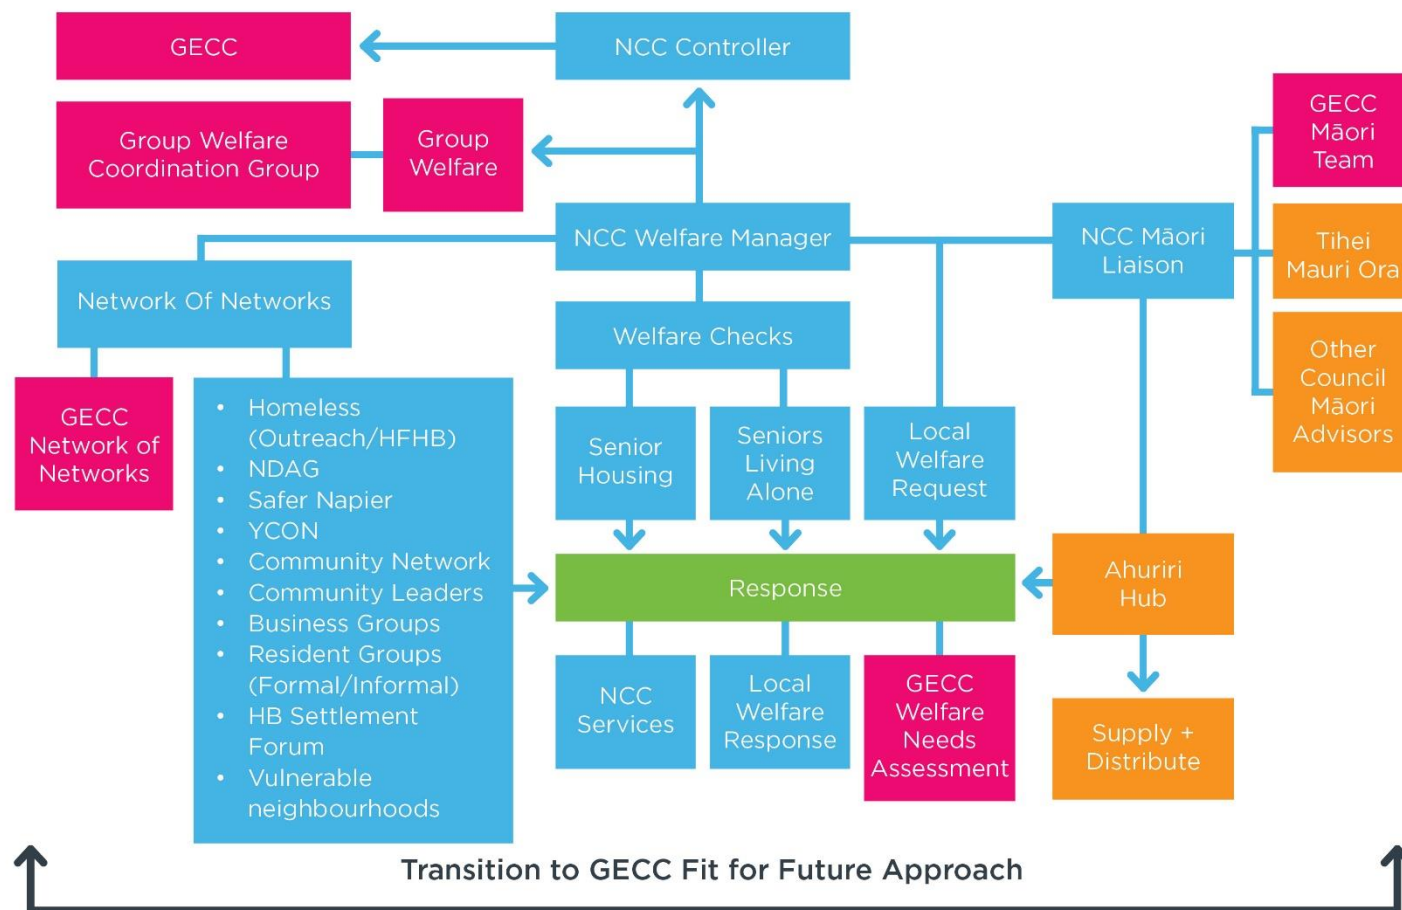 GECC
NCC Controller
Group Welfare
Coordination Group
Group
Welfare
GECC
Māori
Team
NCC Welfare Manager
NCC Māori
Liaison
Tihei
Mauri Ora
Network Of Networks
Welfare Checks
Other
Council
Māori
Advisors
GECC
Network of
Networks
• Homeless
(Outreach/HFHB)
• NDAG
• Safer Napier
• YCON
• Community Network
• Community Leaders
• Business Groups
• Resident Groups
(Formal/Informal)
• HB Settlement
Forum
• Vulnerable
neighbourhoods
Senior
Housing
Seniors
Living
Alone
Local
Welfare
Request
Response
Ahuriri
Hub
NCC
Services
Local
Welfare
Response
GECC
Welfare
Needs
Assessment
Supply +
Distribute
Transition to GECC Fit for Future Approach